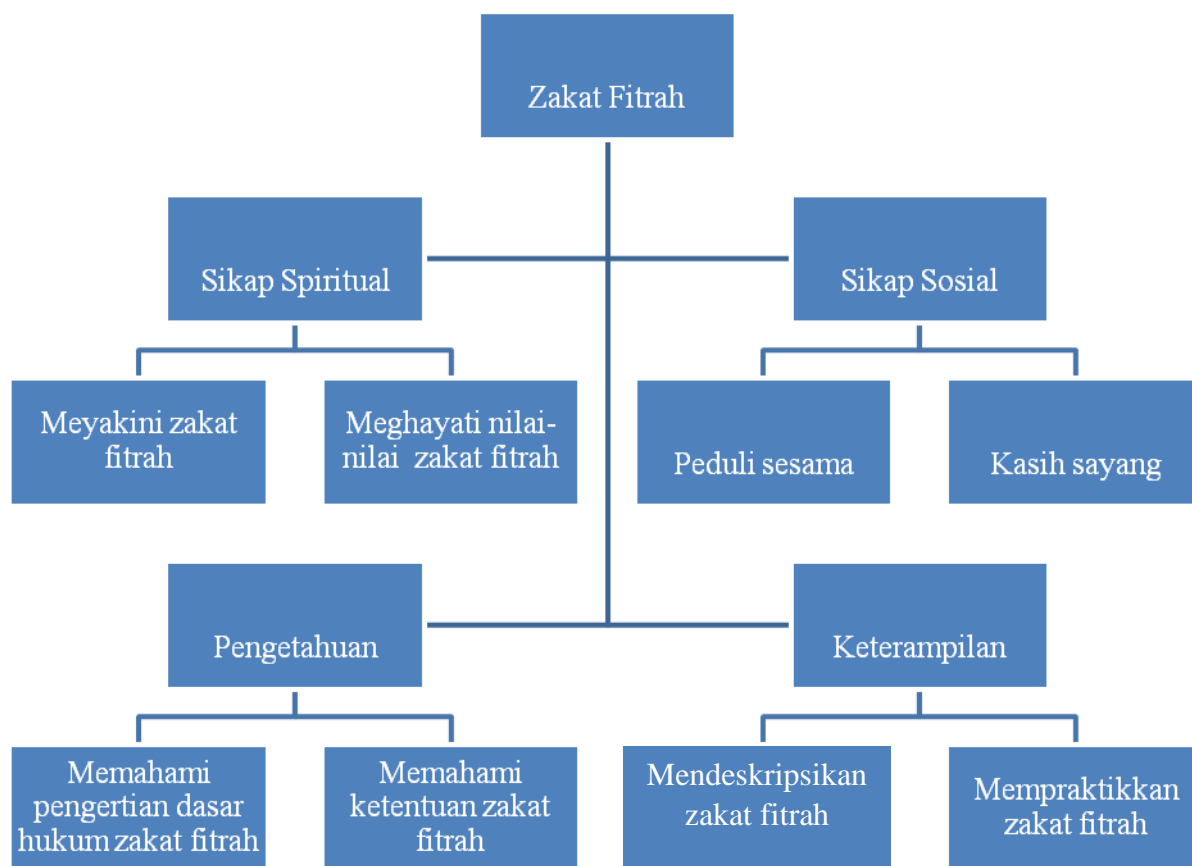 Zakat Fitrah
Sikap Spiritual
Sikap Sosial
Meyakini zakat
fitrah
Meghayati nilai-
nilai zakat fitrah
Peduli sesama
Kasih sayang
Pengetahuan
Keterampilan
Memahami
pengertian dasar
hukum zakat fitrah
Memahami
ketentuan zakat
fitrah
Mendeskripsikan
zakat fitrah
Mempraktikkan
zakat fitrah